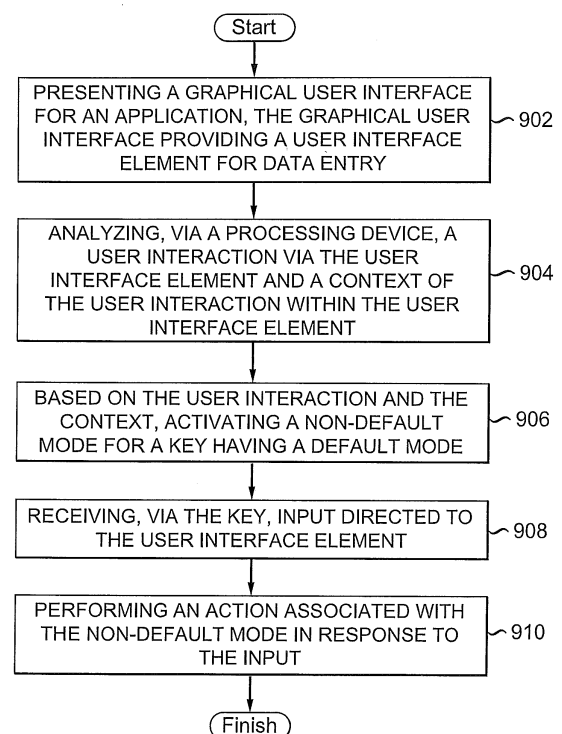 Start
PRESENTING A GRAPHICAL USER INTERFACE
FOR AN APPLICATION, THE GRAPHICAL USER
INTERFACE PROVIDING A USER INTERFACE
ELEMENT FOR DATA ENTRY
902
ANALYZING, VIA A PROCESSING DEVICE, A
USER INTERACTION VIA THE USER
INTERFACE ELEMENT AND A CONTEXT OF
THE USER INTERACTION WITHIN THE USER
INTERFACE ELEMENT
904
BASED ON THE USER INTERACTION AND THE
CONTEXT, ACTIVATING A NON-DEFAULT
MODE FOR A KEY HAVING A DEFAULT MODE
906
RECEIVING, VIA THE KEY, INPUT DIRECTED TO
THE USER INTERFACE ELEMENT
908
PERFORMING AN ACTION ASSOCIATED WITH
THE NON-DEFAULT MODE IN RESPONSE TO
THE INPUT
910
Finish